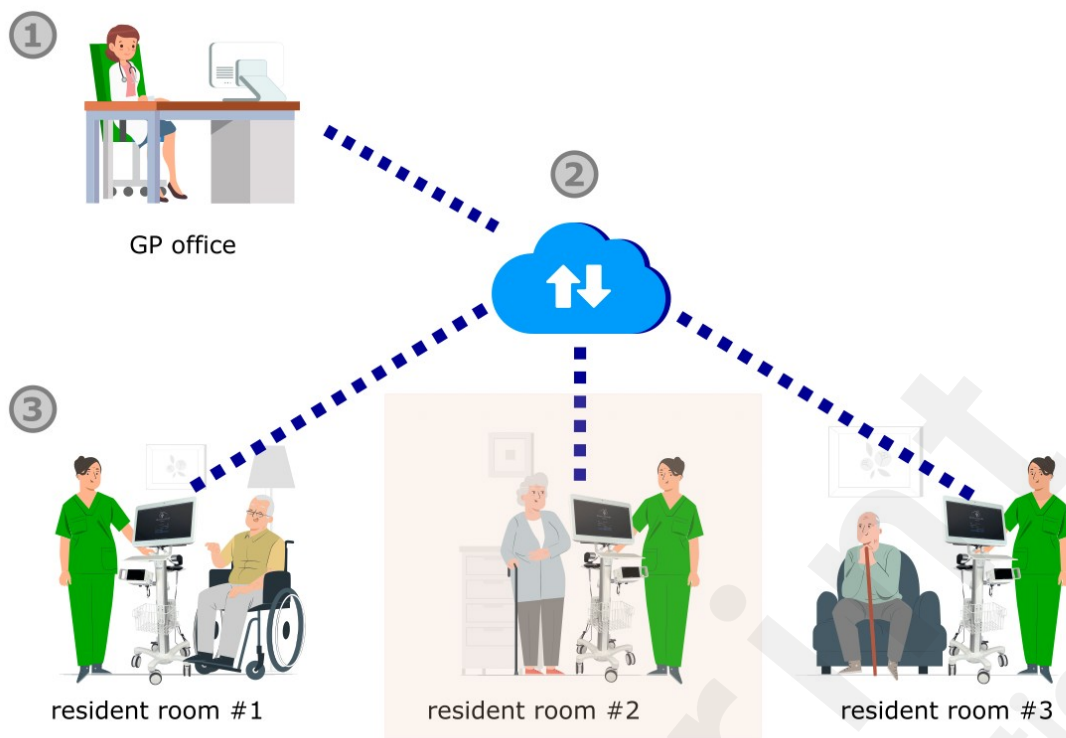 1
GP office
2
3
resident room #1
resident room #2
resident room #3